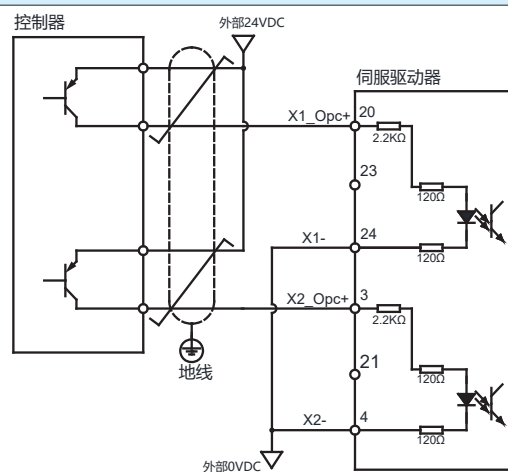 控制器
外部24VDC
伺服驱动器
X1_Opc+
20
2.2KΩ
23
120Ω
X1-
24
120Ω
X2_Opc+
3
2.2KΩ
地线
21
120Ω
X2-
4
120Ω
外部0VDC